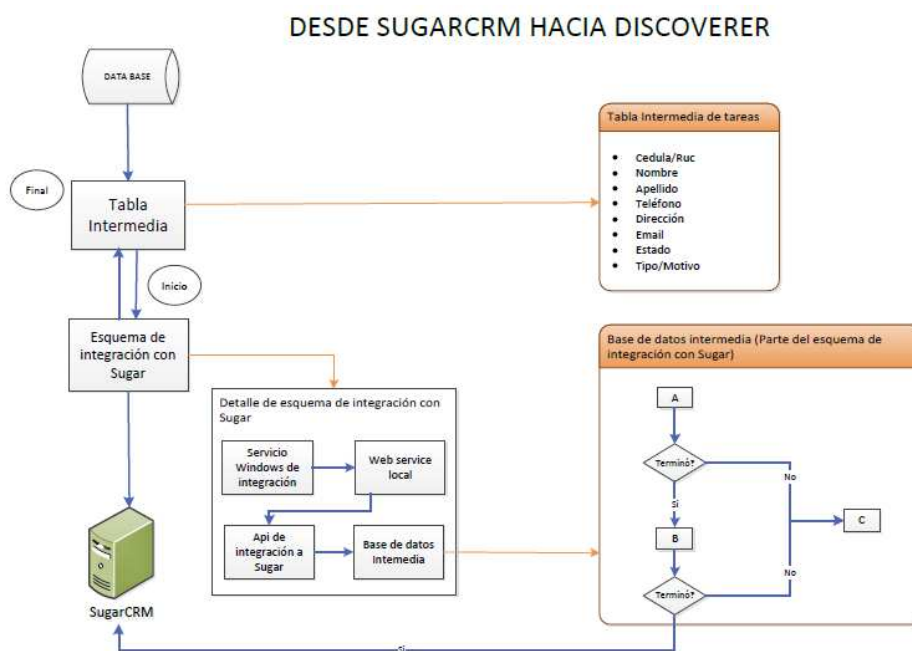 DESDE SUGARCRM HACIA DISCOVERER
DATA BASE
Final
Tabla
Intermedia
Inicio
Esquema de
integración con
Sugar
SugarCRM
Tabla Intermedia de tareas
• Cedula/Ruc
• Nombre
• Apellido
• Teléfono
• Dirección
• Email
• Estado
• Tipo/Motivo
Detalle de esquema de integración con
Sugar
Servicio
Windows de
integración
Web service
local
Api de
integración a
Sugar
Base de datos
Intemedia
Base de datos intermedia (Parte del esquema de
integración con Sugar)
A
Terminó?
No
Si
C
B
No
Terminó?
Si